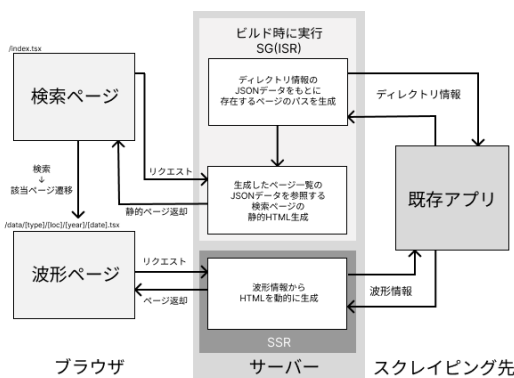 /index.tsx
検索ページ
検索
↓
該当ページ遷移
/data/[type]/[loc]/[year]/[date].tsx
波形ページ
ブラウザ
リクエスト
静的ページ返却
リクエスト
ページ返却
ビルド時に実行
SG(ISR)
ディレクトリ情報の
JSONデータをもとに
存在するページのパスを生成
生成したページ一覧の
JSONデータを参照する
検索ページの
静的HTML生成
波形情報から
HTMLを動的に生成
SSR
サーバー
ディレクトリ情報
既存アプリ
波形情報
スクレイピング先